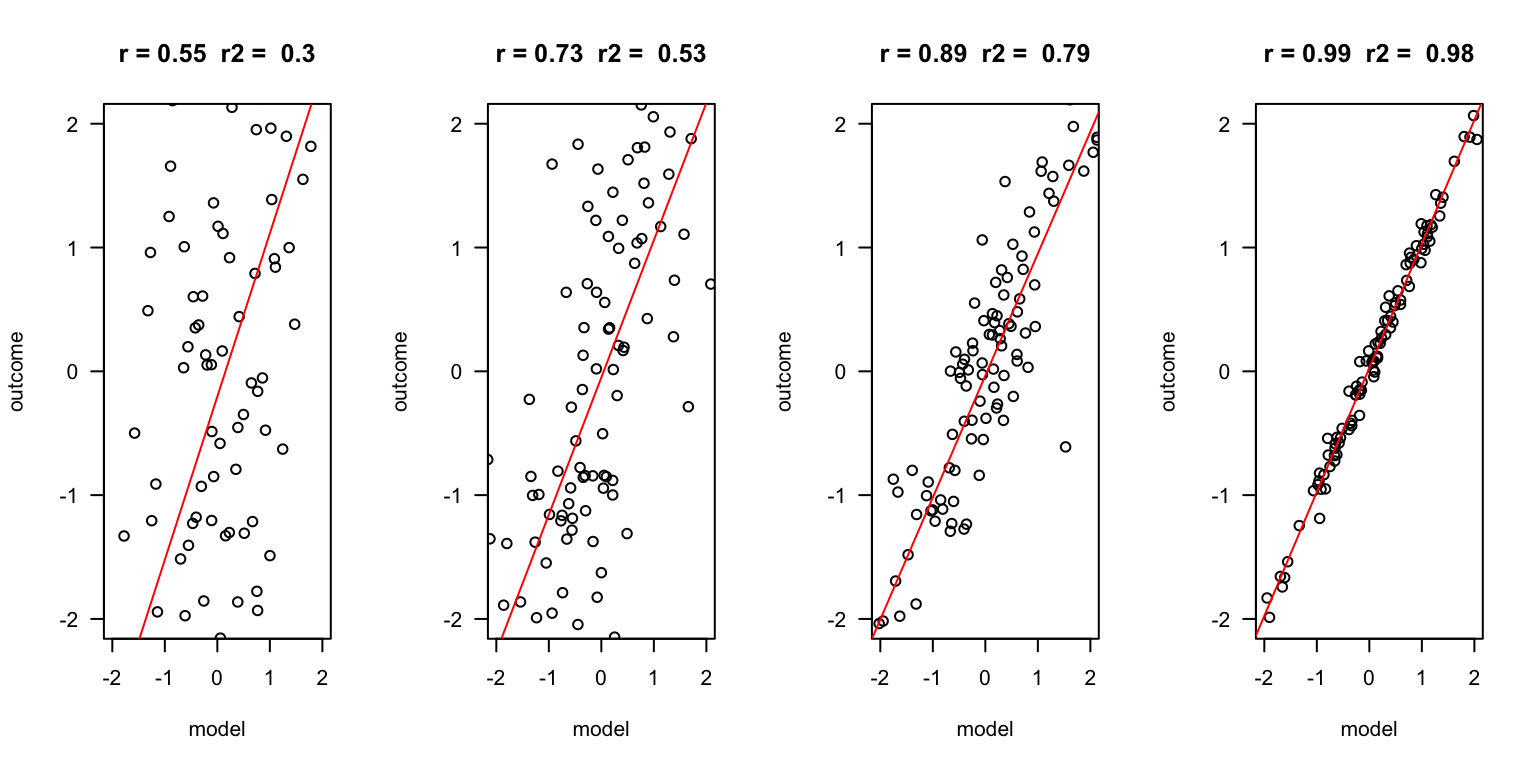 r = 0.55  r2 =  0.3
outcome
2
1
0
-1
-2
-2 -1 0 1 2
model
r = 0.73  r2 =  0.53
outcome
2
1
0
-1
-2
-2 -1 0 1 2
model
r = 0.89  r2 =  0.79
outcome
2
1
0
-1
-2
-2 -1 0 1 2
model
r = 0.99  r2 =  0.98
outcome
2
1
0
-1
-2
-2 -1 0 1 2
model